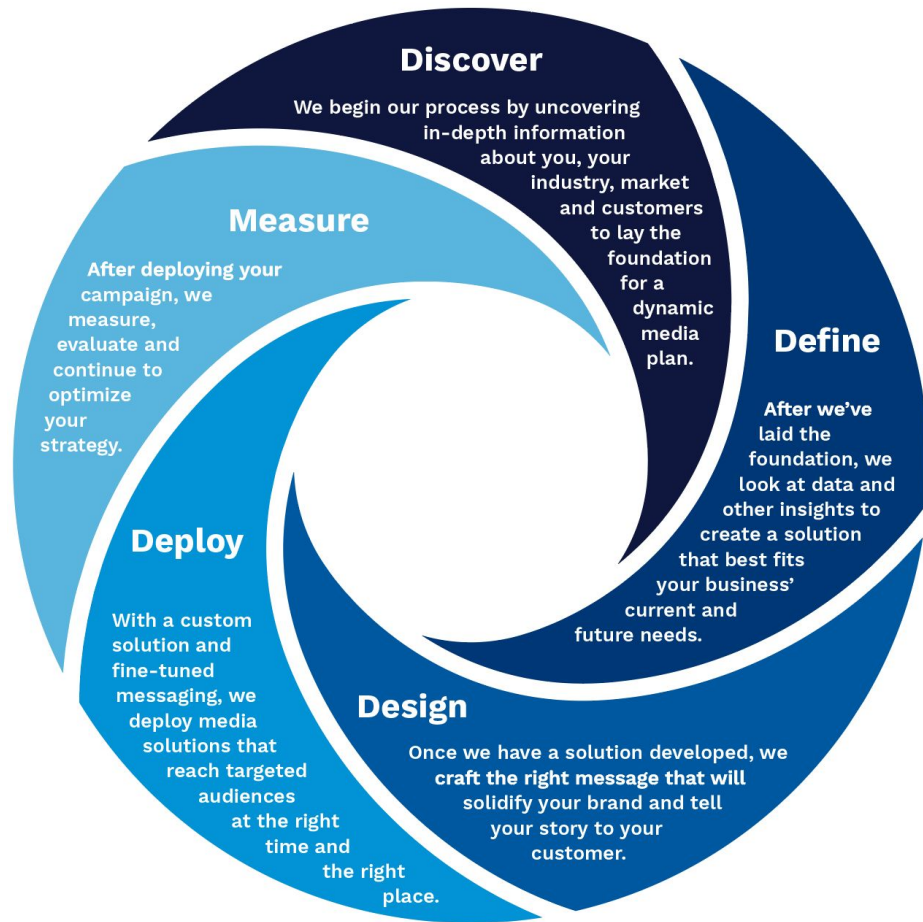 Discover
We begin our process by uncovering
in-depth information
about you, your
industry, market
and customers
to lay the
foundation
for a
dynamic
media
plan.
Define
After we’ve
laid the
foundation, we
look at data and
other insights to
create a solution
that best fits
your business’
current and
future needs.
Design
Once we have a solution developed, we
craft the right message that will
solidify your brand and tell
your story to your
customer.
Deploy
With a custom
solution and
fine-tuned
messaging, we
deploy media
solutions that
reach targeted
audiences
at the right
time and
the right
place.
Measure
After deploying your
campaign, we
measure,
evaluate and
continue to
optimize
your
strategy.